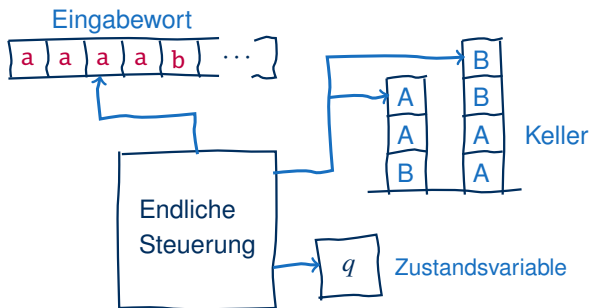 Eingabewort
a a a a b ···
B
A B
A A
B A
Keller
Endliche
Steuerung
q
Zustandsvariable